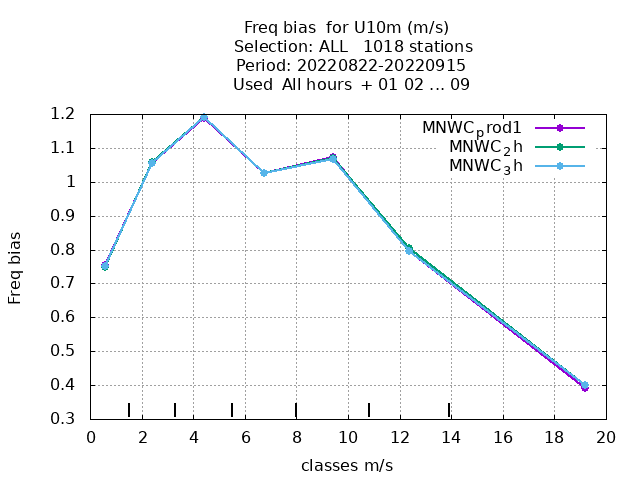 Freq bias  for U10m (m/s)
Selection: ALL   1018 stations
Period: 20220822-20220915
Used  All hours  + 01 02 ... 09
MNWC_prod1
MNWC_2h
MNWC_3h
1.2
1.1
1
0.9
0.8
0.7
0.6
0.5
0.4
0.3
Freq bias
0 2 4 6 8 10 12 14 16 18 20
classes m/s